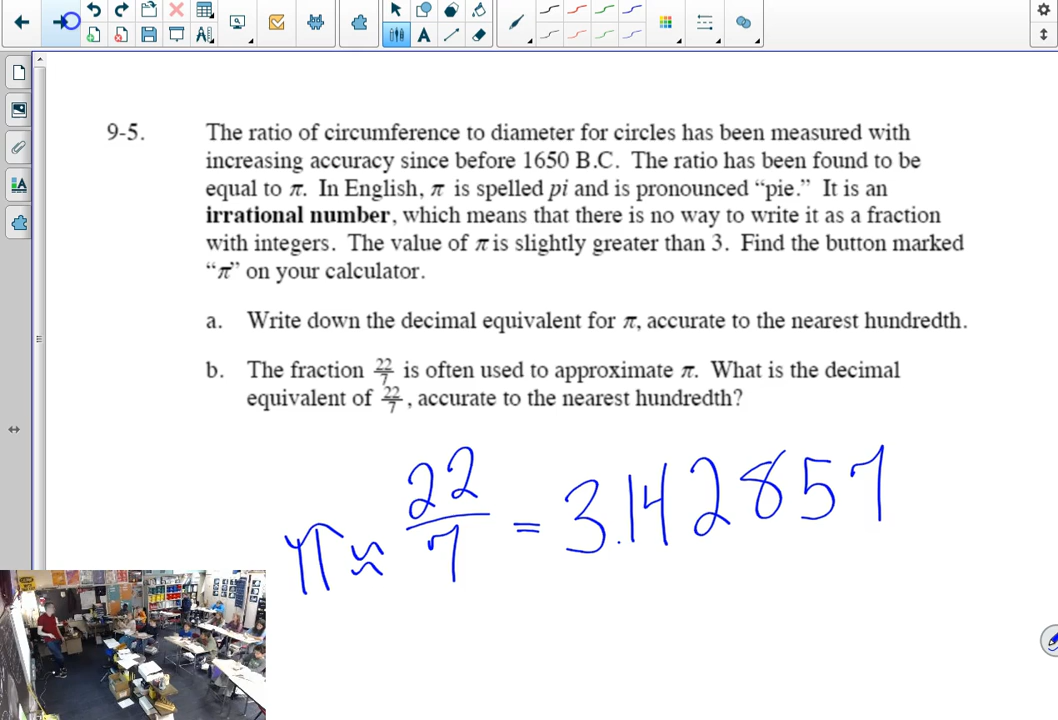 9-5. The ratio of circumference to diameter for circles has been measured with
increasing accuracy since before 1650 B.C. The ratio has been found to be
equal to π. In English, π is spelled pi and is pronounced “pie.” It is an
irrational number, which means that there is no way to write it as a fraction
with integers. The value of π is slightly greater than 3. Find the button marked
“π” on your calculator.
a. Write down the decimal equivalent for π, accurate to the nearest hundredth.
b. The fraction 22/7 is often used to approximate π. What is the decimal
equivalent of 22/7, accurate to the nearest hundredth?
π ≈ 22/7 = 3.142857